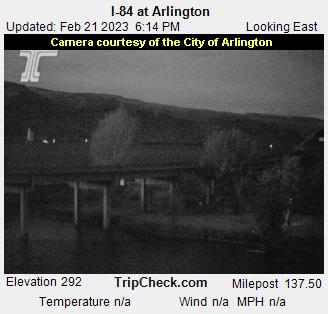 I-84 at Arlington
Updated: Feb 21 2023 6:14 PM Looking East
Camera courtesy of the City of Arlington
Elevation 292 TripCheck.com Milepost 137.50
Temperature n/a Wind n/a MPH n/a